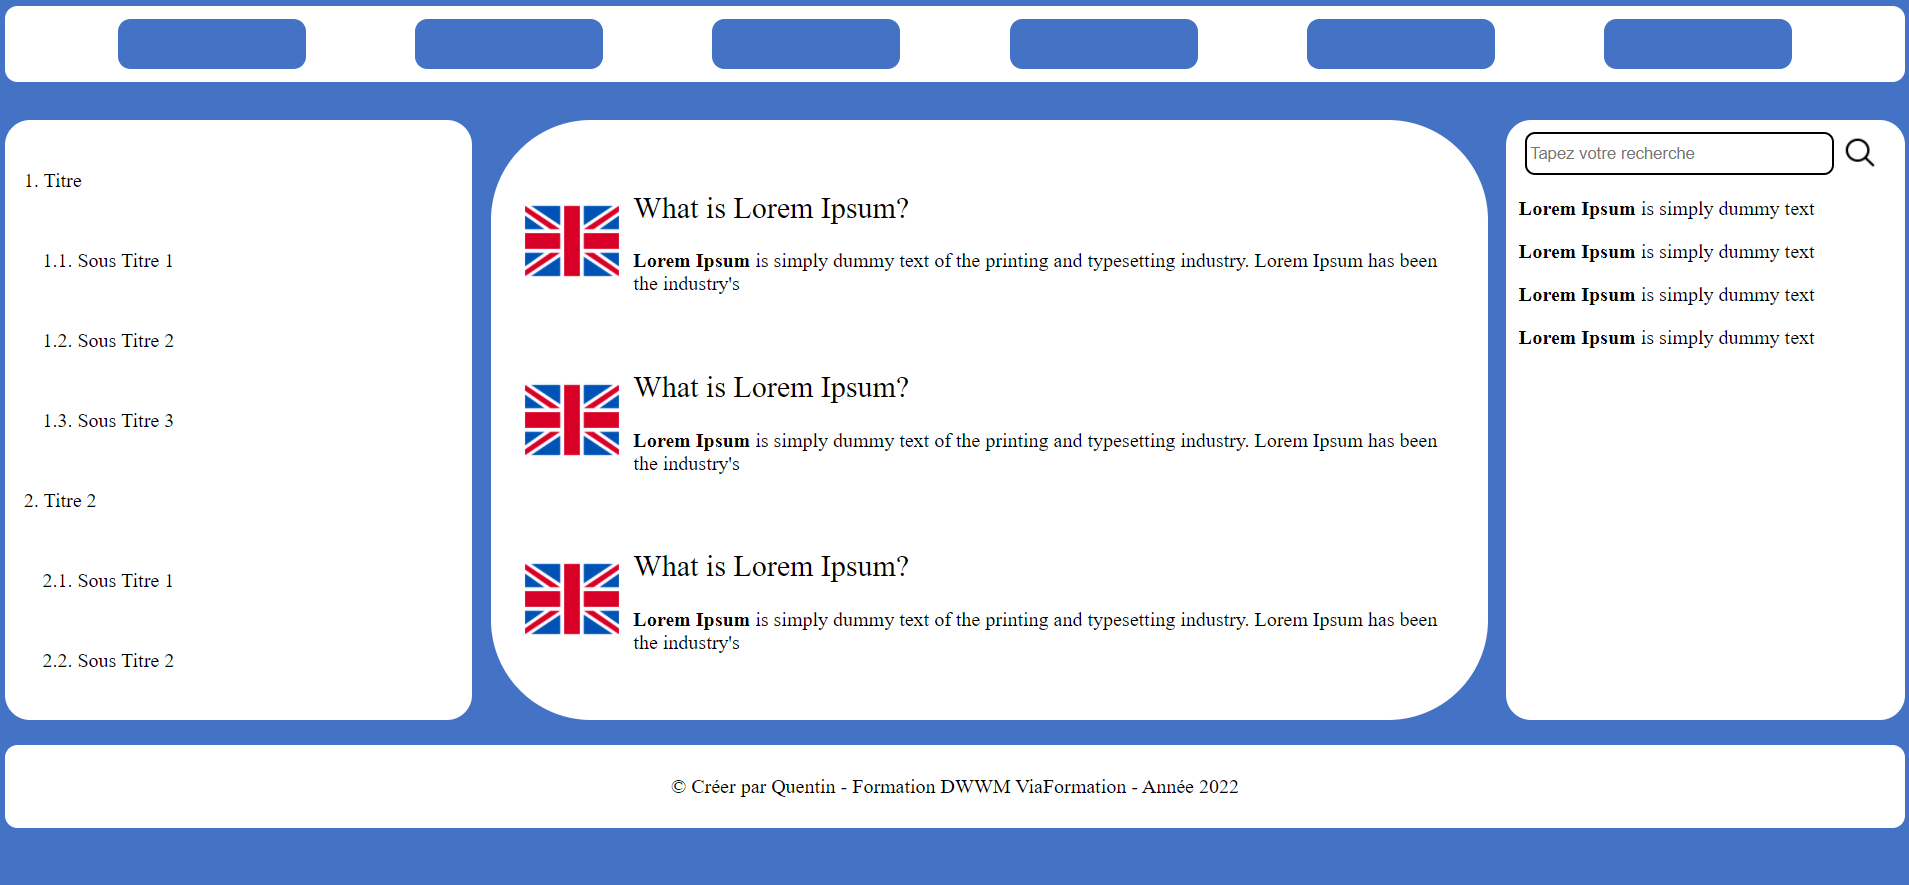 1. Titre
1.1. Sous Titre 1
1.2. Sous Titre 2
1.3. Sous Titre 3
2. Titre 2
2.1. Sous Titre 1
2.2. Sous Titre 2
What is Lorem Ipsum?
Lorem Ipsum is simply dummy text of the printing and typesetting industry. Lorem Ipsum has been
the industry's
What is Lorem Ipsum?
Lorem Ipsum is simply dummy text of the printing and typesetting industry. Lorem Ipsum has been
the industry's
What is Lorem Ipsum?
Lorem Ipsum is simply dummy text of the printing and typesetting industry. Lorem Ipsum has been
the industry's
Tapez votre recherche
Lorem Ipsum is simply dummy text
Lorem Ipsum is simply dummy text
Lorem Ipsum is simply dummy text
Lorem Ipsum is simply dummy text
© Créer par Quentin - Formation DWWM ViaFormation - Année 2022